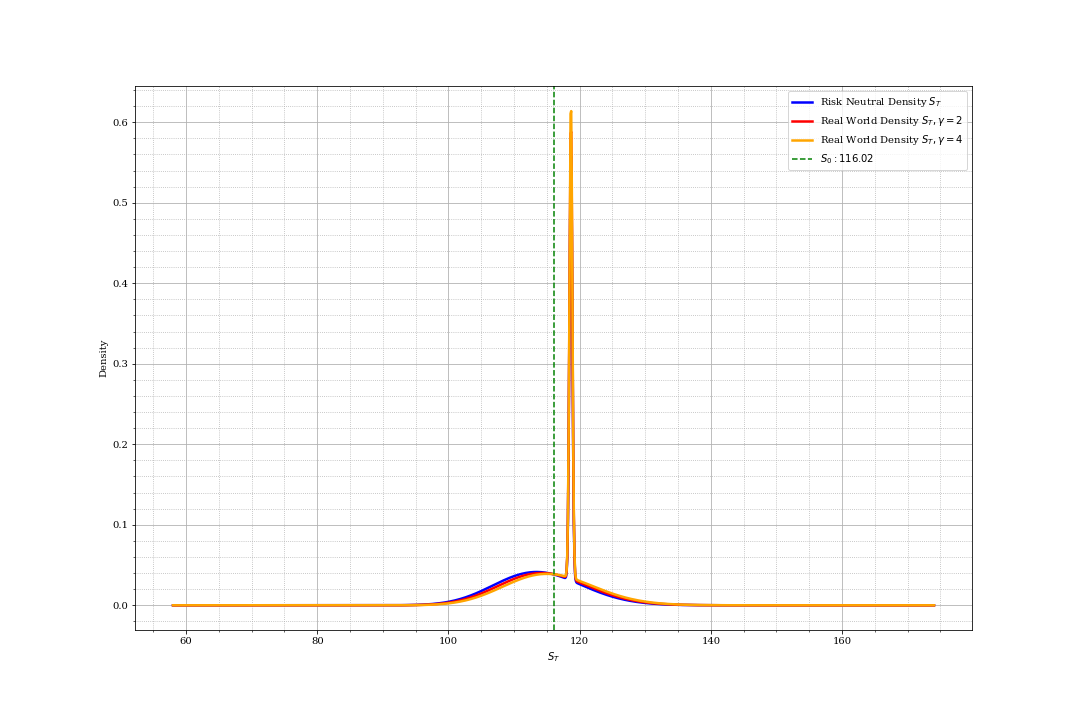 Risk Neutral Density S_T
Real World Density S_T, γ = 2
Real World Density S_T, γ = 4
S_0 : 116.02
0.6
0.5
0.4
0.3
0.2
0.1
0.0
Density
60 80 100 120 140 160
S_T